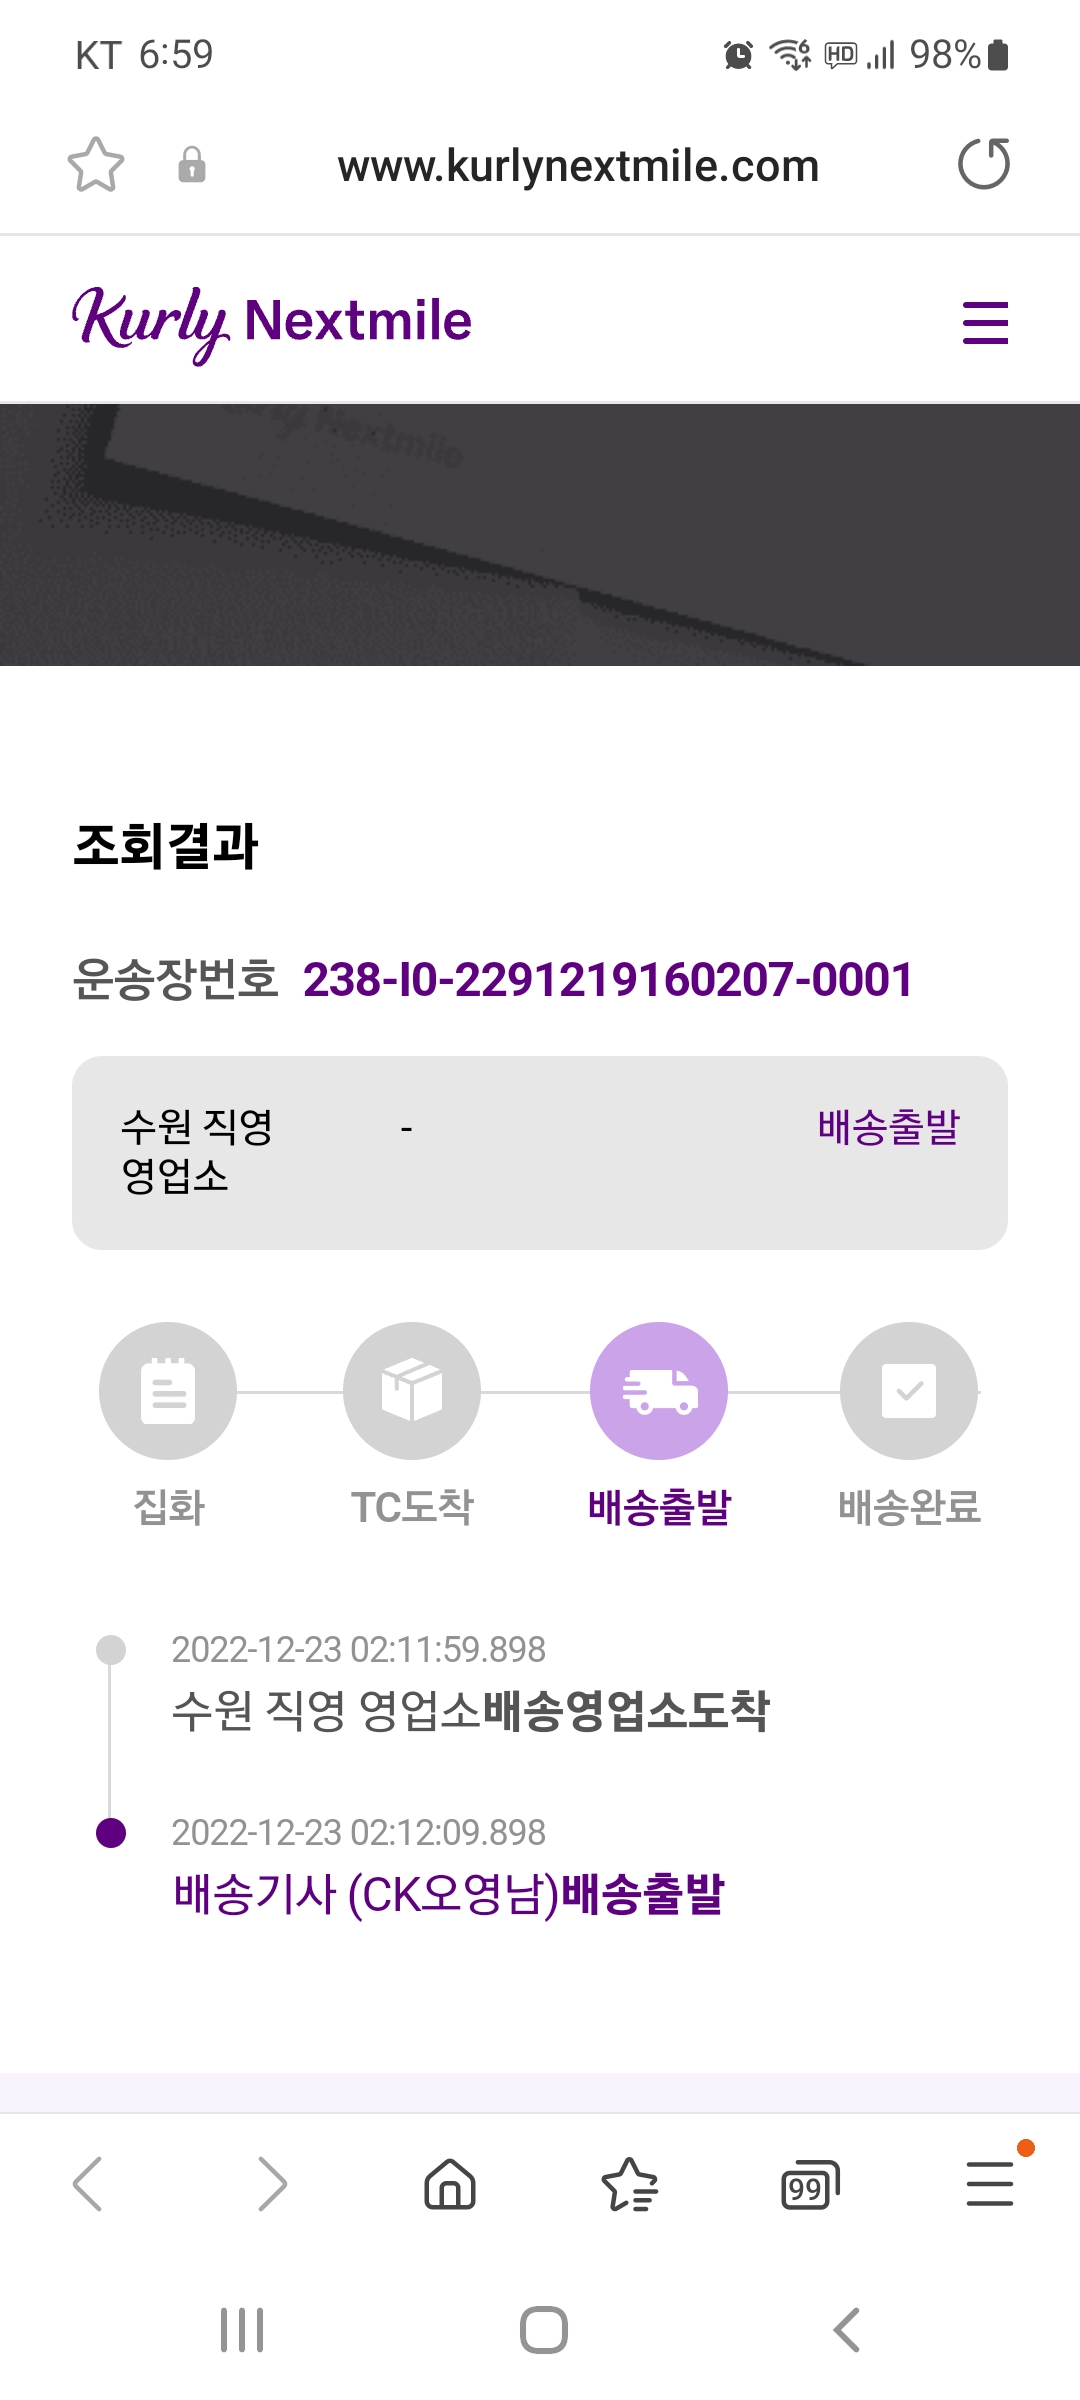 KT 6:59
HD 98%
www.kurlynextmile.com
Kurly Nextmile
Kurly Nextmile
조회결과
운송장번호 238-I0-2291219160207-0001
수원 직영 - 배송출발
영업소
집화 TC도착 배송출발 배송완료
2022-12-23 02:11:59.898
수원 직영 영업소배송영업소도착
2022-12-23 02:12:09.898
배송기사 (CK오영남)배송출발
99